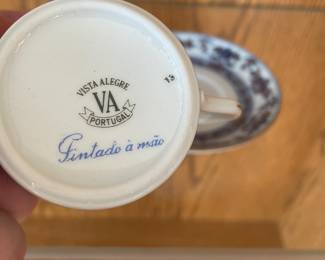 VISTA ALEGRE
VA
PORTUGAL
13
Pintado à mão